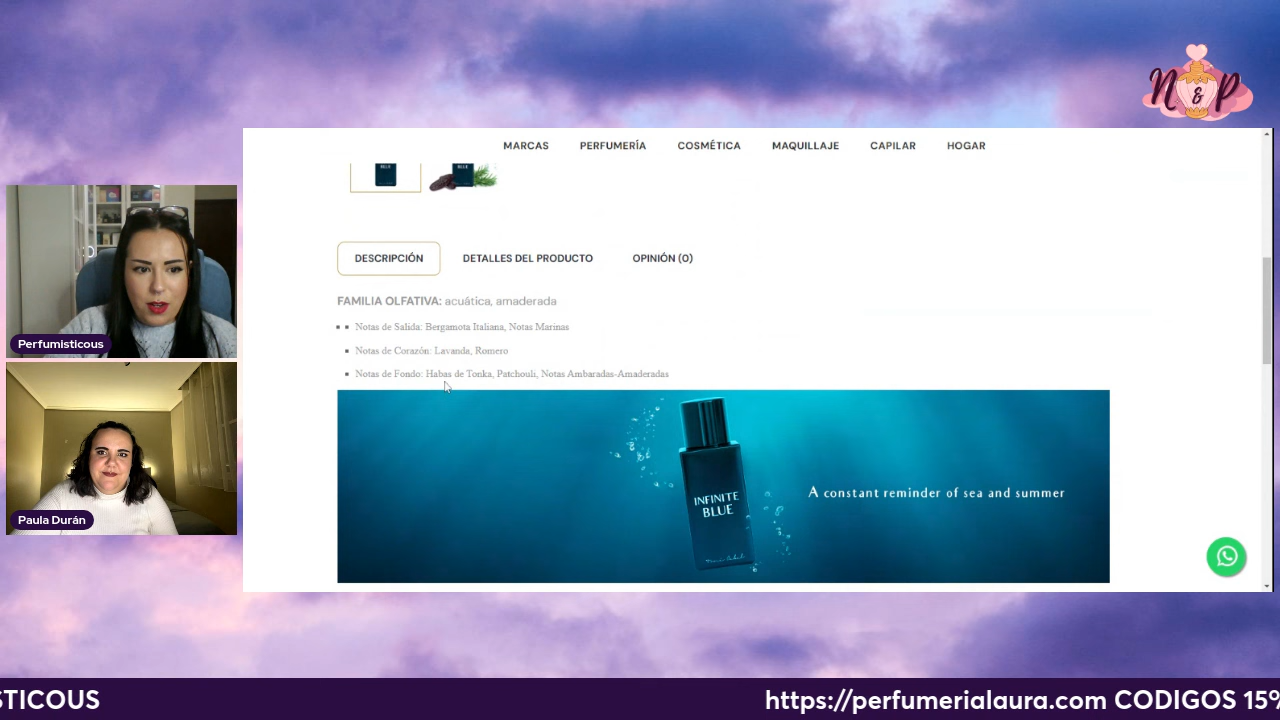 N & P
MARCAS PERFUMERÍA COSMÉTICA MAQUILLAJE CAPILAR HOGAR
BLUE BLUE
DESCRIPCIÓN DETALLES DEL PRODUCTO OPINIÓN (0)
FAMILIA OLFATIVA: acuática, amaderada
Notas de Salida: Bergamota Italiana, Notas Marinas
Notas de Corazón: Lavanda, Romero
Notas de Fondo: Habas de Tonka, Patchouli, Notas Ambaradas-Amaderadas
INFINITE
BLUE
A constant reminder of sea and summer
Perfumisticous
Paula Durán
STICOUS https://perfumerialaura.com CODIGOS 15%